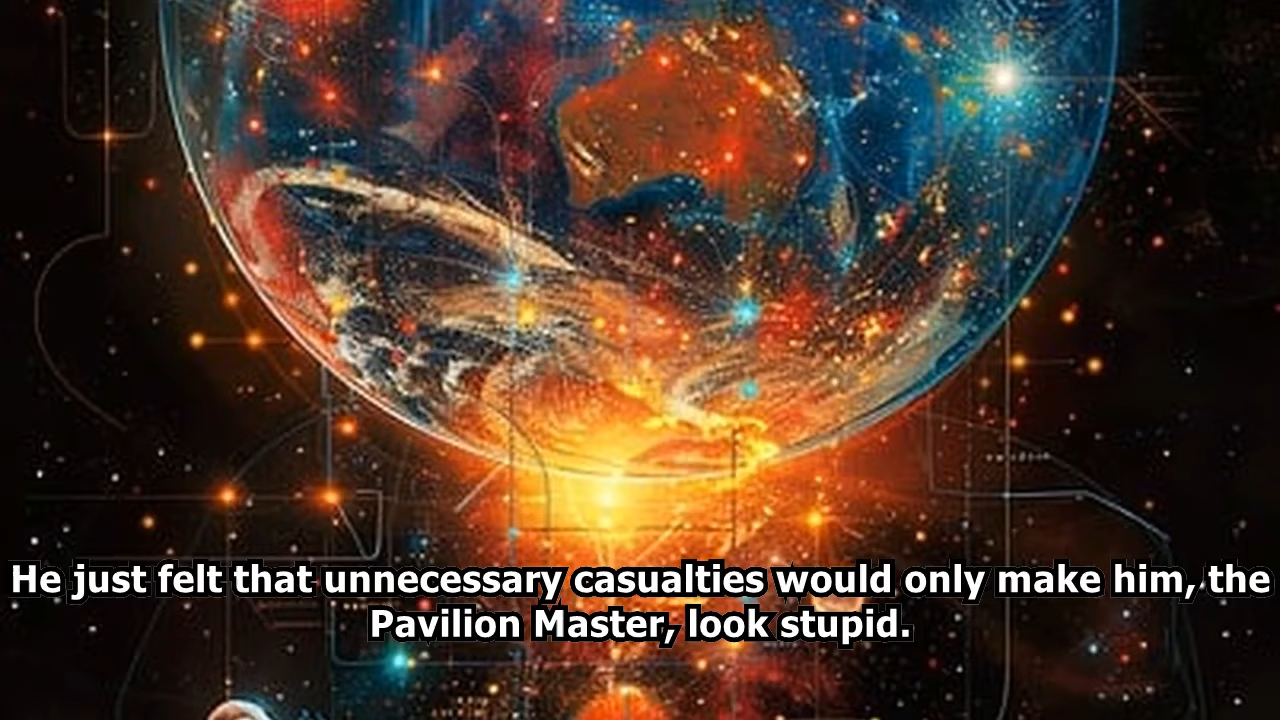 He just felt that unnecessary casualties would only make him, the
Pavilion Master, look stupid.